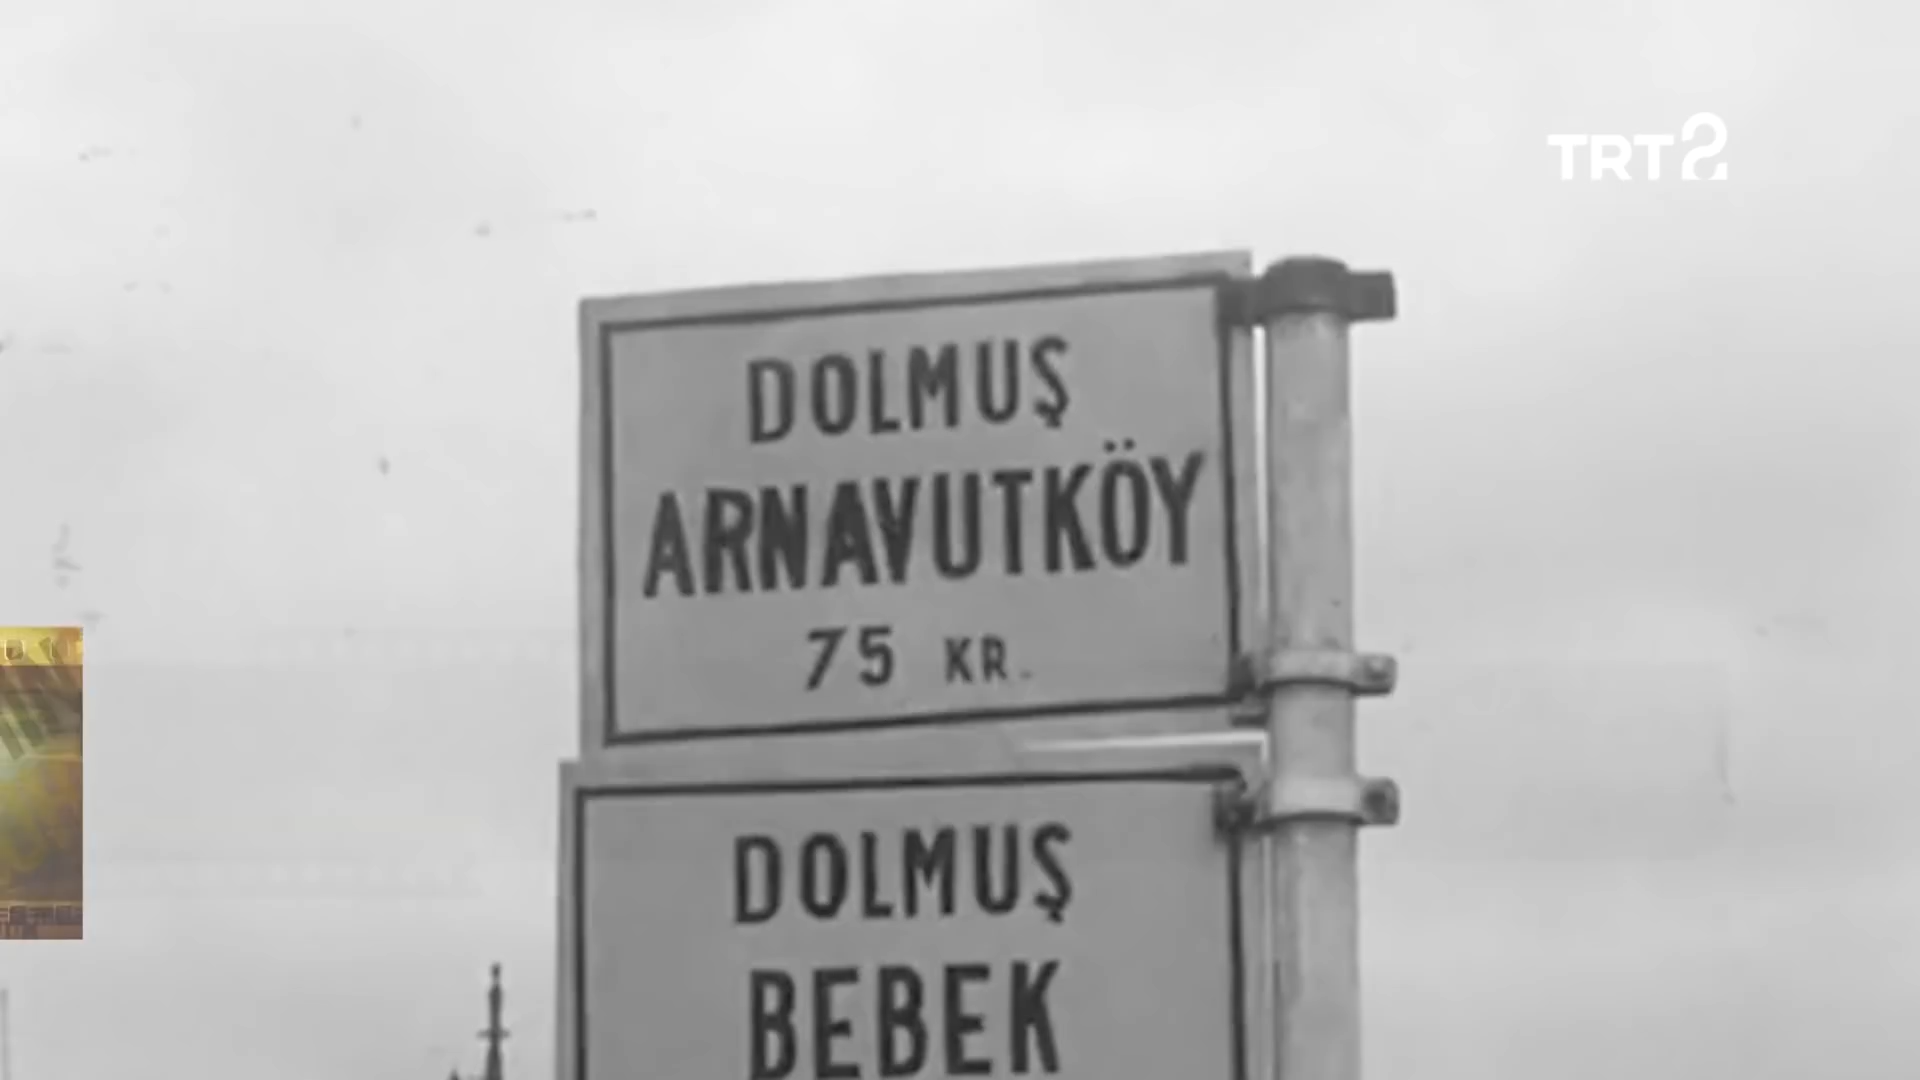 TRT2
DOLMUŞ
ARNAVUTKÖY
75 KR.
DOLMUŞ
BEBEK